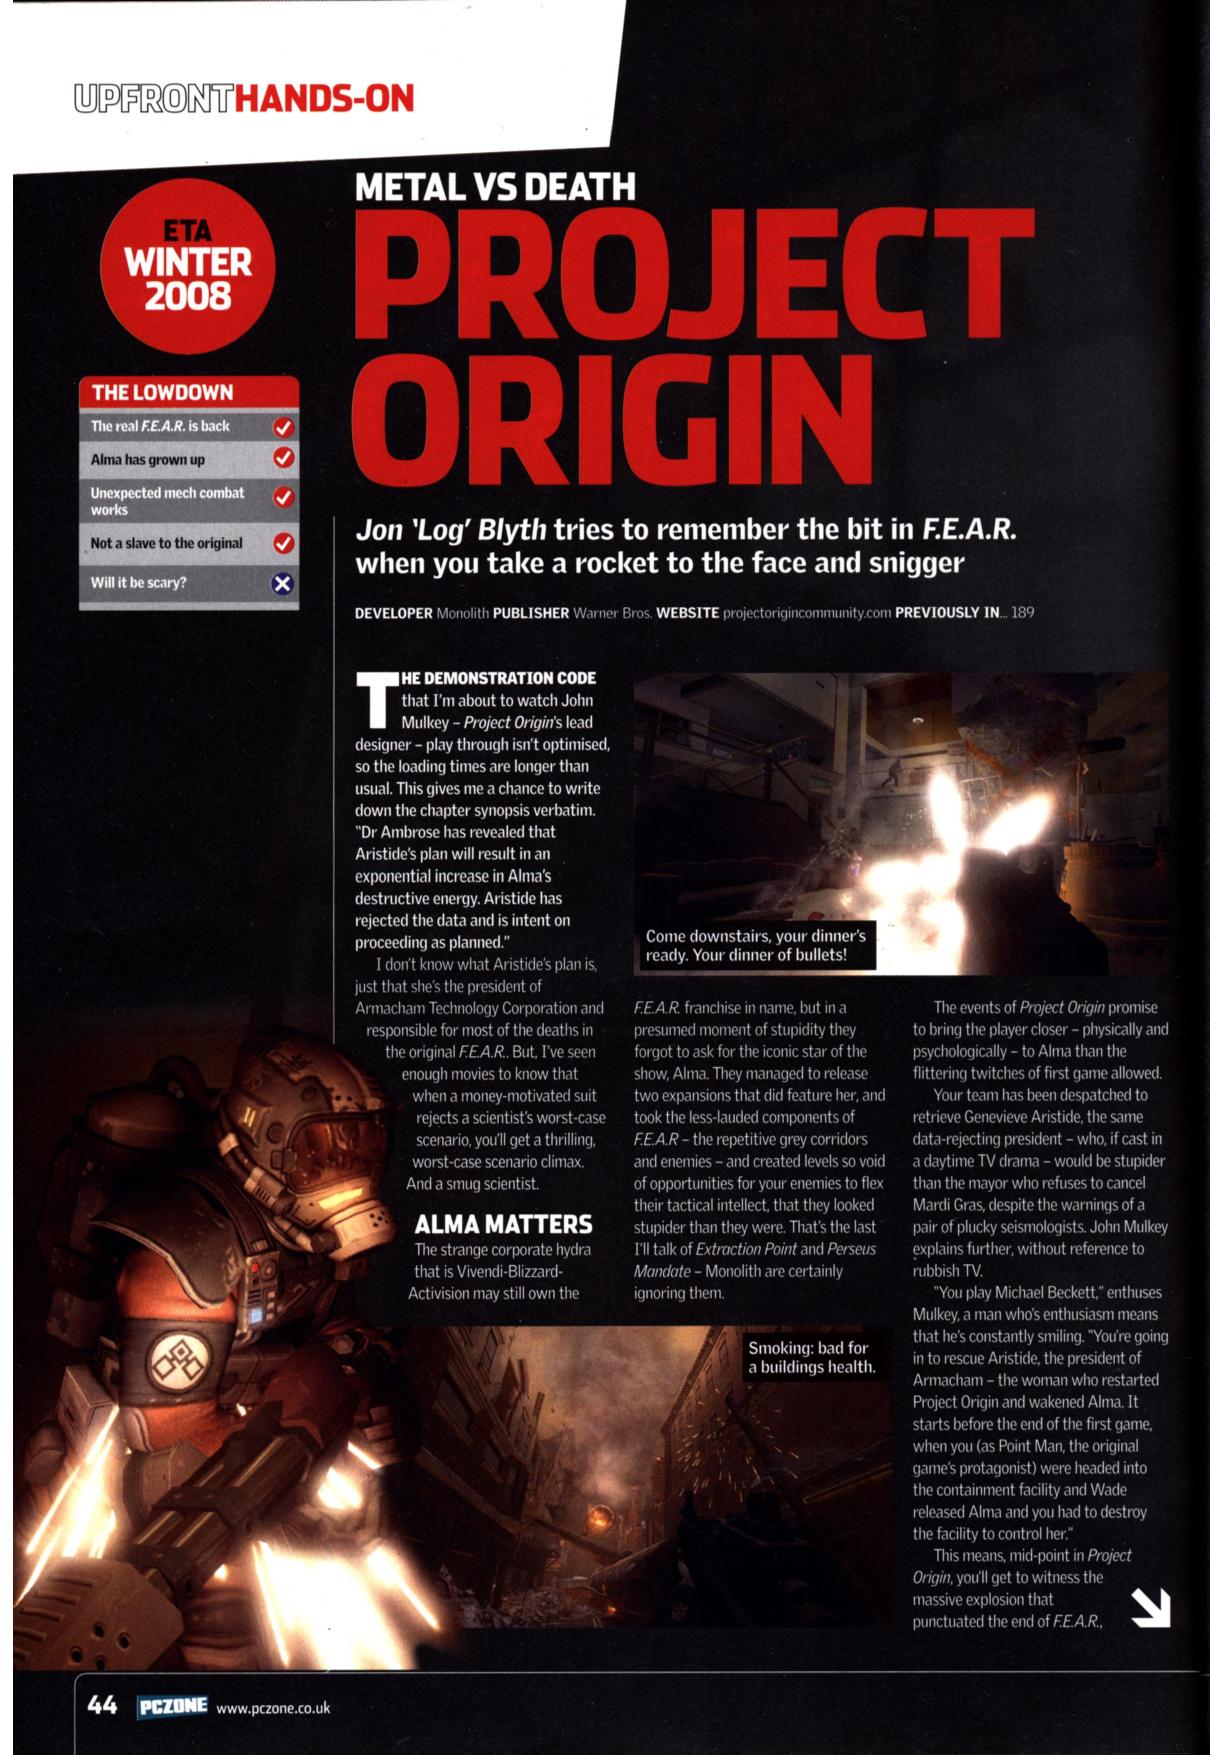 UPFRONTHANDS-ON
ETA
WINTER
2008
THE LOWDOWN
The real F.E.A.R. is back
Alma has grown up
Unexpected mech combat
works
Not a slave to the original
Will it be scary?
METAL VS DEATH
PROJECT
ORIGIN
Jon 'Log' Blyth tries to remember the bit in F.E.A.R.
when you take a rocket to the face and snigger
DEVELOPER Monolith PUBLISHER Warner Bros. WEBSITE projectorigincommunity.com PREVIOUSLY IN... 189
THE DEMONSTRATION CODE
that I'm about to watch John
Mulkey – Project Origin's lead
designer – play through isn't optimised,
so the loading times are longer than
usual. This gives me a chance to write
down the chapter synopsis verbatim.
"Dr Ambrose has revealed that
Aristide's plan will result in an
exponential increase in Alma's
destructive energy. Aristide has
rejected the data and is intent on
proceeding as planned."
I don't know what Aristide's plan is,
just that she's the president of
Armacham Technology Corporation and
responsible for most of the deaths in
the original F.E.A.R.. But, I've seen
enough movies to know that
when a money-motivated suit
rejects a scientist's worst-case
scenario, you'll get a thrilling,
worst-case scenario climax.
And a smug scientist.
ALMA MATTERS
The strange corporate hydra
that is Vivendi-Blizzard-
Activision may still own the
Come downstairs, your dinner's
ready. Your dinner of bullets!
F.E.A.R. franchise in name, but in a
presumed moment of stupidity they
forgot to ask for the iconic star of the
show, Alma. They managed to release
two expansions that did feature her, and
took the less-lauded components of
F.E.A.R – the repetitive grey corridors
and enemies – and created levels so void
of opportunities for your enemies to flex
their tactical intellect, that they looked
stupider than they were. That's the last
I'll talk of Extraction Point and Perseus
Mandate – Monolith are certainly
ignoring them.
Smoking: bad for
a buildings health.
The events of Project Origin promise
to bring the player closer – physically and
psychologically – to Alma than the
flittering twitches of first game allowed.
Your team has been despatched to
retrieve Genevieve Aristide, the same
data-rejecting president – who, if cast in
a daytime TV drama – would be stupider
than the mayor who refuses to cancel
Mardi Gras, despite the warnings of a
pair of plucky seismologists. John Mulkey
explains further, without reference to
rubbish TV.
"You play Michael Beckett," enthuses
Mulkey, a man who's enthusiasm means
that he's constantly smiling. "You're going
in to rescue Aristide, the president of
Armacham – the woman who restarted
Project Origin and wakened Alma. It
starts before the end of the first game,
when you (as Point Man, the original
game's protagonist) were headed into
the containment facility and Wade
released Alma and you had to destroy
the facility to control her."
This means, mid-point in Project
Origin, you'll get to witness the
massive explosion that
punctuated the end of F.E.A.R.,
44 PCZONE www.pczone.co.uk